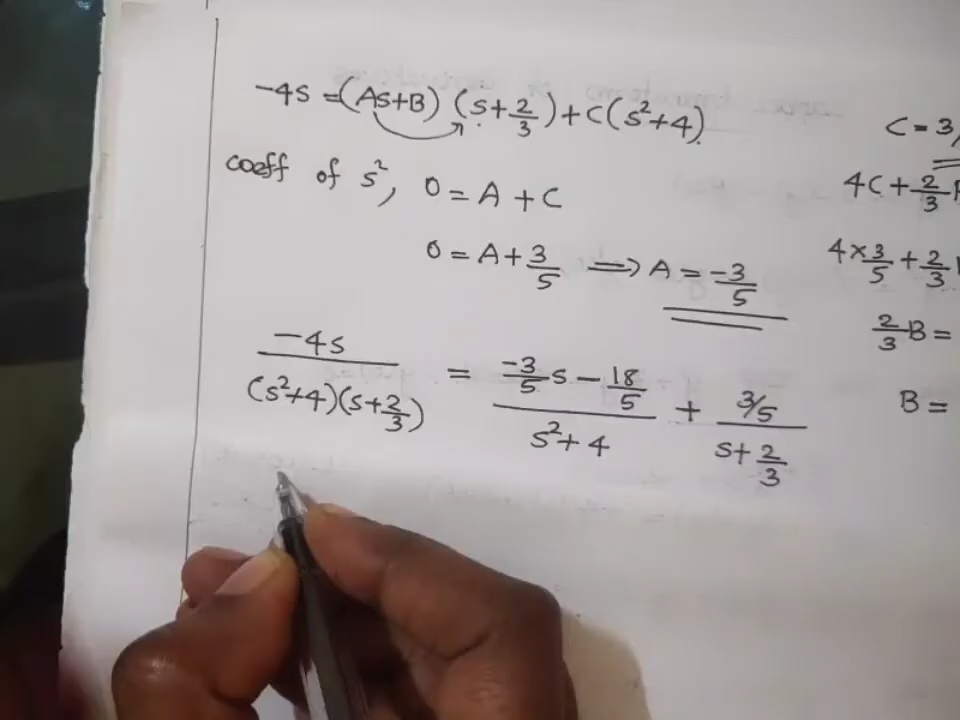 -4s = (As+B) (s+2/3) + C(s²+4)
coeff of s², 0 = A + C
0 = A + 3/5 ⟹ A = -3/5
-4s / (s²+4)(s+2/3) = (-3/5 s - 18/5) / (s²+4) + (3/5) / (s+2/3)
C = 3/
4C + 2/3
4×3/5 + 2/3
2/3 B =
B =